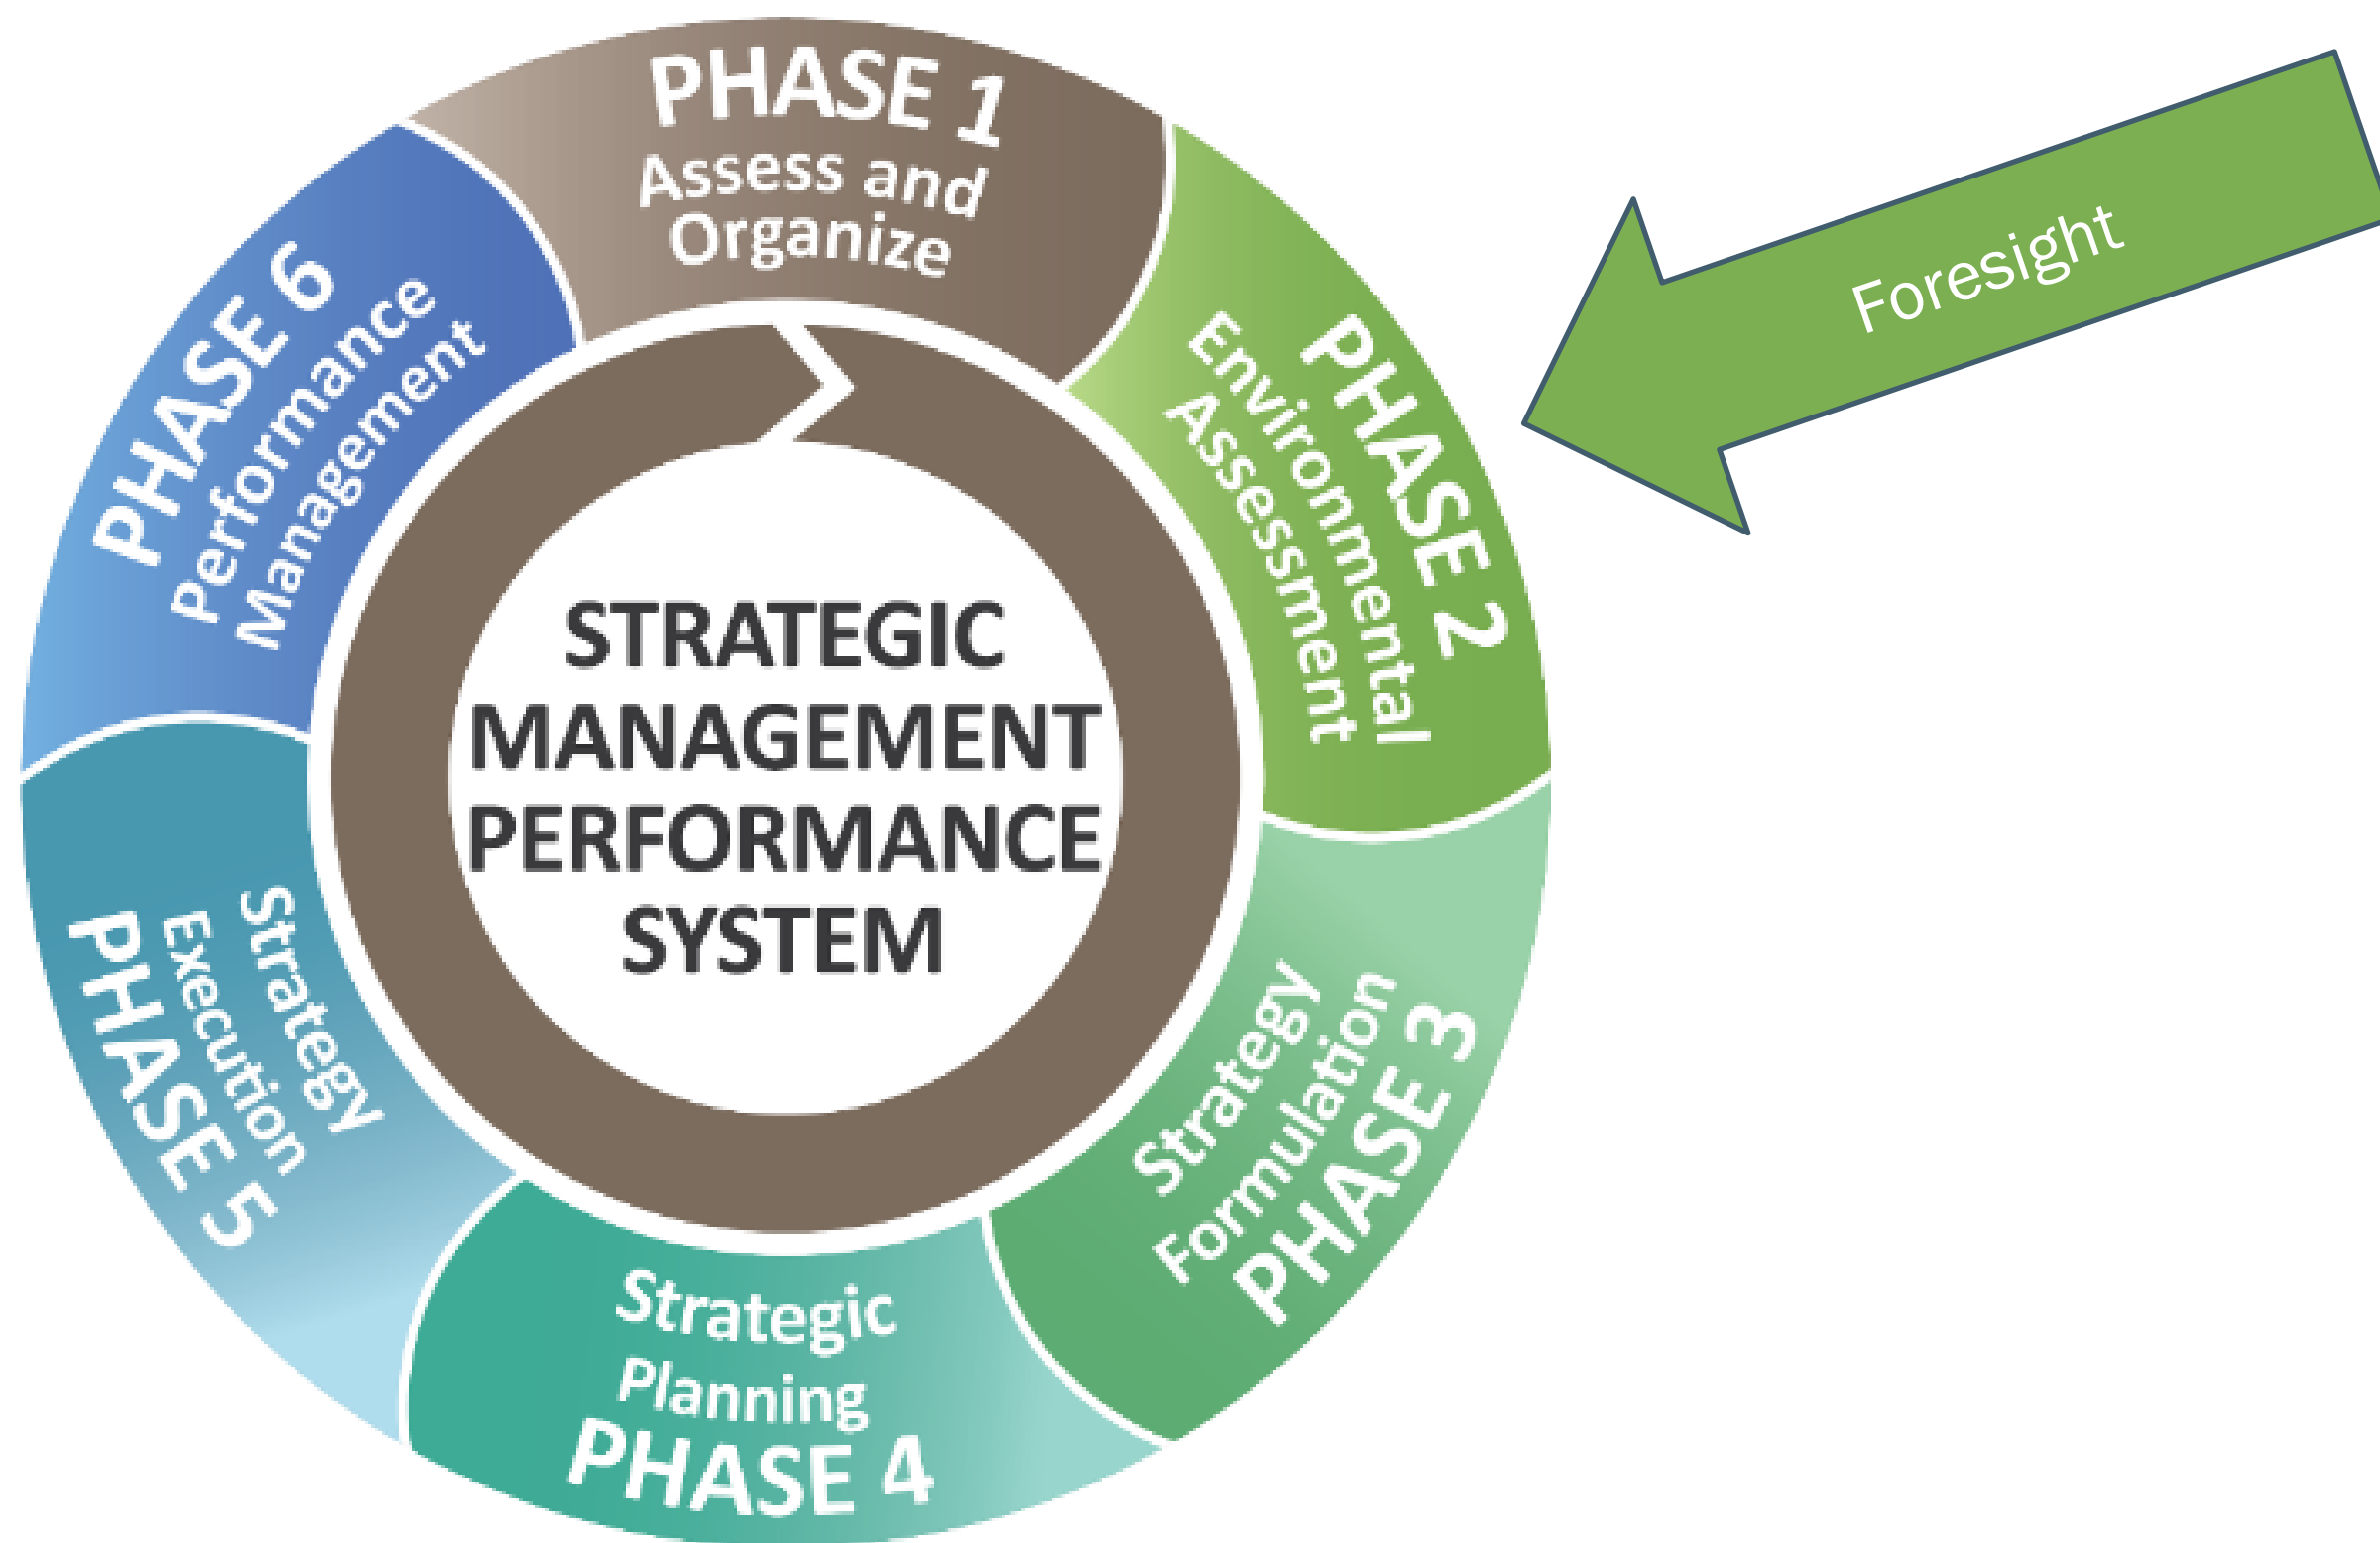 PHASE 1
Assess and
Organize
PHASE 2
Environmental
Assessment
Foresight
Strategy
Formulation
PHASE 3
Strategic
Planning
PHASE 4
Strategy
Execution
PHASE 5
PHASE 6
Performance
Management
STRATEGIC
MANAGEMENT
PERFORMANCE
SYSTEM